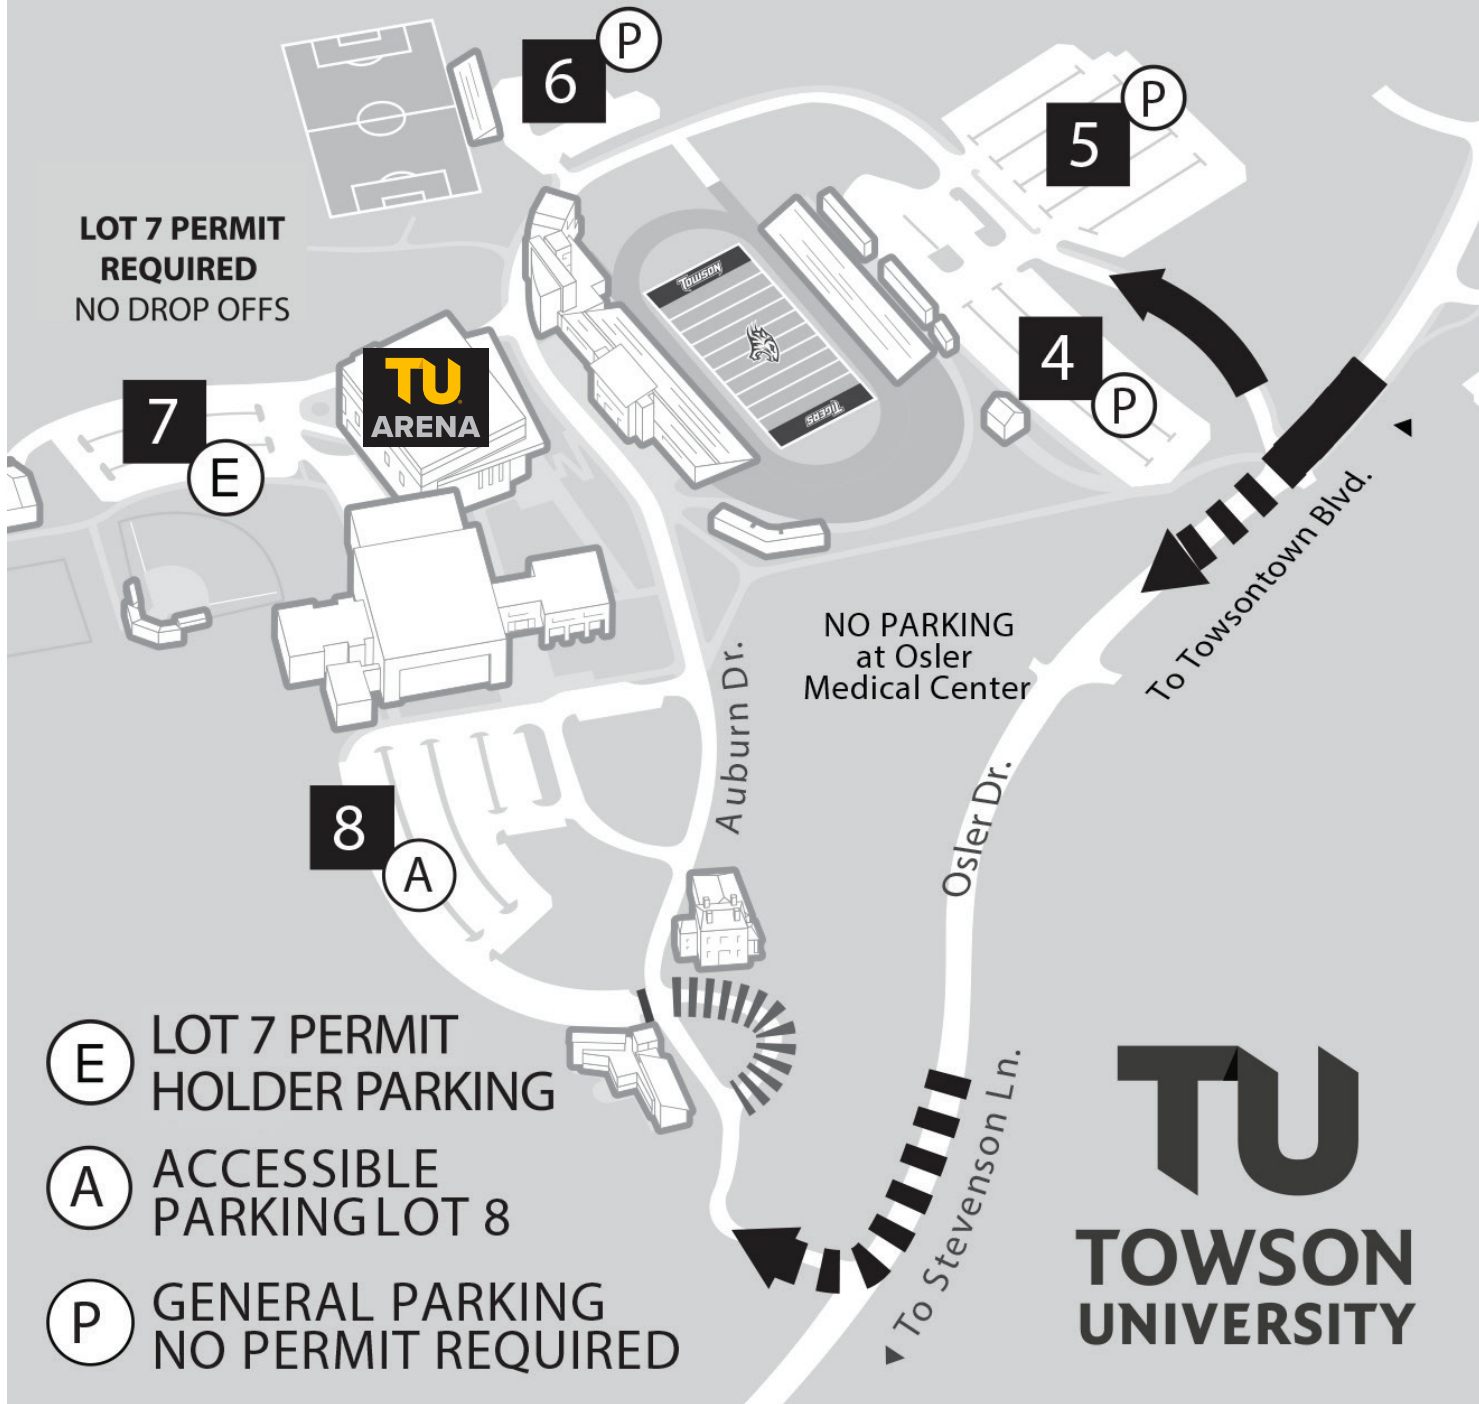 6
P
5
P
LOT 7 PERMIT
REQUIRED
NO DROP OFFS
TOWSON
TIGERS
4
P
TU
ARENA
7
E
To Towsontown Blvd.
NO PARKING
at Osler
Medical Center
Auburn Dr.
Osler Dr.
8
A
To Stevenson Ln.
E
LOT 7 PERMIT
HOLDER PARKING
A
ACCESSIBLE
PARKING LOT 8
P
GENERAL PARKING
NO PERMIT REQUIRED
TU
TOWSON
UNIVERSITY